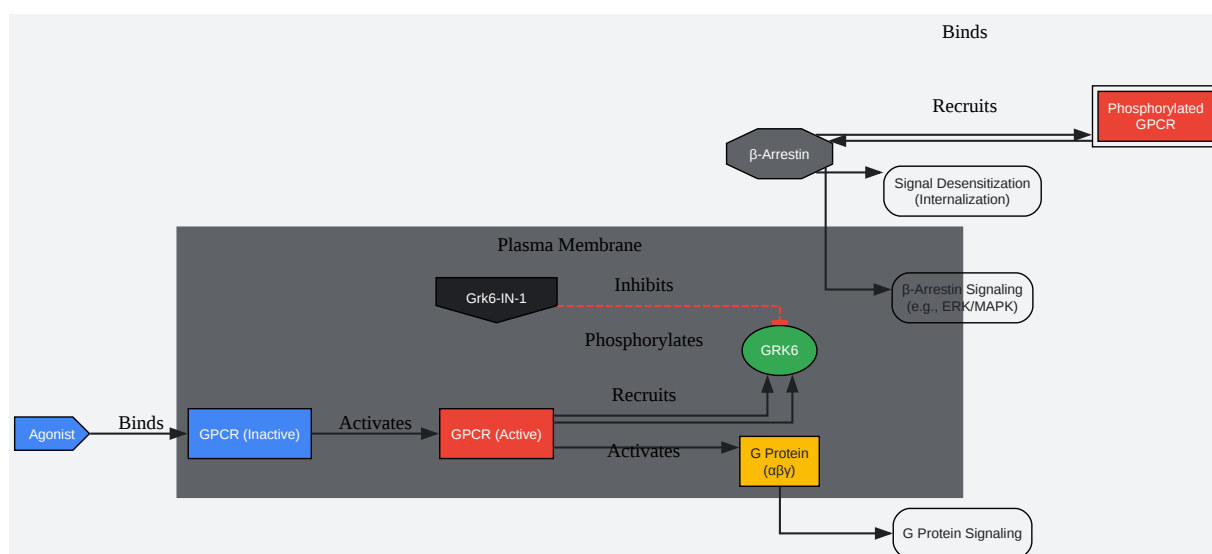 Binds
Recruits
Phosphorylated
GPCR
β-Arrestin
Signal Desensitization
(Internalization)
Plasma Membrane
Inhibits
Grk6-IN-1
β-Arrestin Signaling
(e.g., ERK/MAPK)
Phosphorylates
GRK6
Recruits
Agonist
Binds
GPCR (Inactive)
Activates
GPCR (Active)
Activates
G Protein
(αβγ)
G Protein Signaling